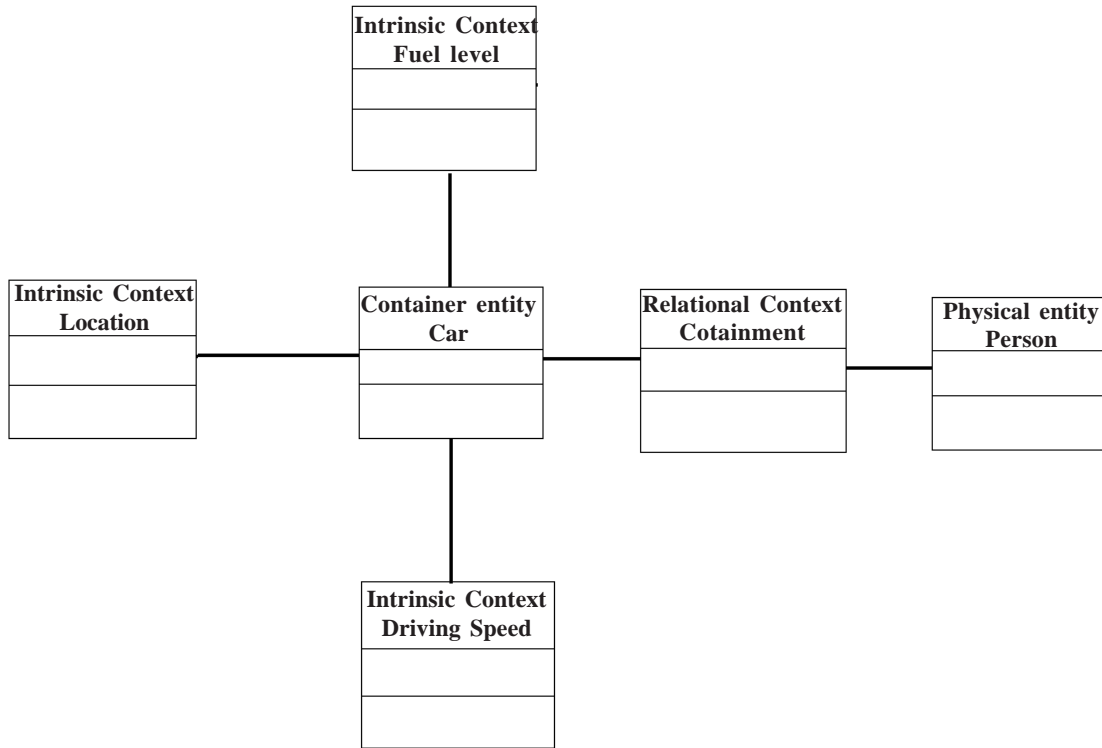 Intrinsic Context
Fuel level
Intrinsic Context
Location
Container entity
Car
Relational Context
Cotainment
Physical entity
Person
Intrinsic Context
Driving Speed